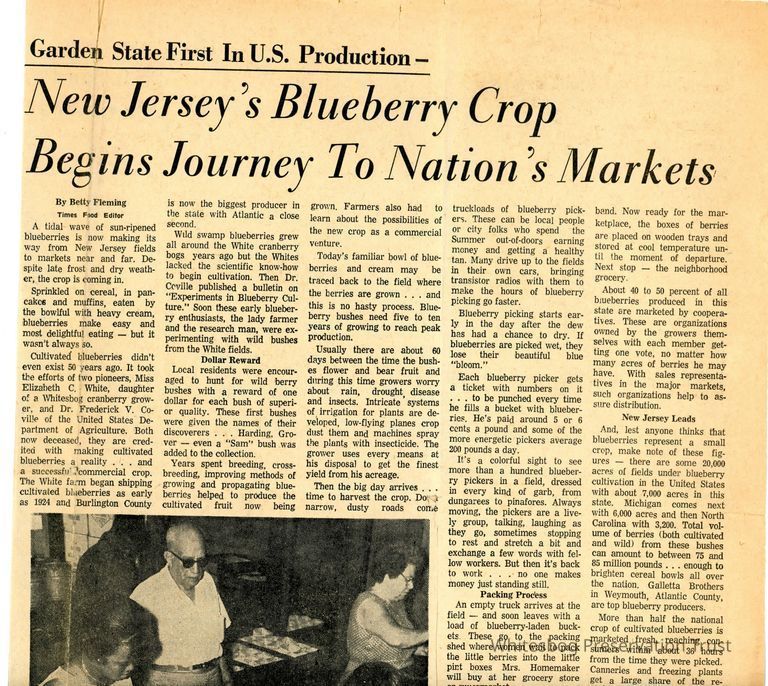 Garden State First In U.S. Production —
New Jersey's Blueberry Crop
Begins Journey To Nation's Markets
By Betty Fleming
Times Food Editor
A tidal wave of sun-ripened
blueberries is now making its
way from New Jersey fields
to markets near and far. De-
spite late frost and dry weath-
er, the crop is coming in.
Sprinkled on cereal, in pan-
cakes and muffins, eaten by
the bowlful with heavy cream,
blueberries make easy and
most delightful eating — but it
wasn't always so.
Cultivated blueberries didn't
even exist 50 years ago. It took
the efforts of two pioneers, Miss
Elizabeth C. White, daughter
of a Whitesbog cranberry grow-
er, and Dr. Frederick V. Co-
ville of the United States De-
partment of Agriculture. Both
now deceased, they are cred-
ited with making cultivated
blueberries a reality . . . and
a successful commercial crop.
The White farm began shipping
cultivated blueberries as early
as 1924 and Burlington County
is now the biggest producer in
the state with Atlantic a close
second.
Wild swamp blueberries grew
all around the White cranberry
bogs years ago but the Whites
lacked the scientific know-how
to begin cultivation. Then Dr.
Ccville published a bulletin on
"Experiments in Blueberry Cul-
ture." Soon these early blueber-
ry enthusiasts, the lady farmer
and the research man, were ex-
perimenting with wild bushes
from the White fields.
Dollar Reward
Local residents were encour-
aged to hunt for wild berry
bushes with a reward of one
dollar for each bush of superi-
or quality. These first bushes
were given the names of their
discoverers . . . Harding, Gro-
ver — even a "Sam" bush was
added to the collection.
Years spent breeding, cross-
breeding, improving methods of
growing and propagating blue-
berries helped to produce the
cultivated fruit now being
grown. Farmers also had to
learn about the possibilities of
the new crop as a commercial
venture.
Today's familiar bowl of blue-
berries and cream may be
traced back to the field where
the berries are grown . . . and
this is no hasty process. Blue-
berry bushes need five to ten
years of growing to reach peak
production.
Usually there are about 60
days between the time the bush-
es flower and bear fruit and
during this time growers worry
about rain, drought, disease
and insects. Intricate systems
of irrigation for plants are de-
veloped, low-flying planes crop
dust them and machines spray
the plants with insecticide. The
grower uses every means at
his disposal to get the finest
yield from his acreage.
Then the big day arrives -
time to harvest the crop. Do
narrow, dusty roads come
truckloads of blueberry pick-
ers. These can be local people
or city folks who spend the
Summer out-of-doors earning
money and getting a healthy
tan. Many drive up to the fields
in their own cars, bringing
transistor radios with them to
make the hours of blueberry
picking go faster.
Blueberry picking starts ear-
ly in the day after the dew
has had a chance to dry. If
blueberries are picked wet, they
lose their beautiful blue
"bloom."
Each blueberry picker gets
a ticket with numbers on it
. . . to be punched every time
he fills a bucket with blueber-
ries. He's paid around 5 or 6
cents a pound and some of the
more energetic pickers average
200 pounds a day.
It's a colorful sight to see
more than a hundred blueber-
ry pickers in a field, dressed
in every kind of garb, from
dungarees to pinafores. Always
moving, the pickers are a live-
ly group, talking, laughing as
they go, sometimes stopping
to rest and stretch a bit and
exchange a few words with fel-
low workers. But then it's back
to work . . . no one makes
money just standing still.
Packing Process
An empty truck arrives at the
field — and soon leaves with a
load of blueberry-laden buck-
ets. These go to the packing
shed where women who pour
the little berries into the little
pint boxes Mrs. Homemaker
will buy at her grocery store
or supermarket.
band. Now ready for the mar-
ketplace, the boxes of berries
are placed on wooden trays and
stored at cool temperature un-
til the moment of departure.
Next stop — the neighborhood
grocery.
About 40 to 50 percent of all
blueberries produced in this
state are marketed by coopera-
tives. These are organizations
owned by the growers them-
selves with each member get-
ting one vote, no matter how
many acres of berries he may
have. With sales representa-
tives in the major markets,
such organizations help to as-
sure distribution.
New Jersey Leads
And, lest anyone think that
blueberries represent a small
crop, make note of these fig-
ures — there are some 20,000
acres of fields under blueberry
cultivation in the United States
with about 7,000 acres in this
state. Michigan comes next
with 6,000 acres and then North
Carolina with 3,200. Total vol-
ume of berries (both cultivated
and wild) from these bushes
can amount to between 75 and
85 million pounds . . . enough to
brighten cereal bowls all over
the nation. Galletta Brothers
in Weymouth, Atlantic County,
are top blueberry producers.
More than half the national
crop of cultivated blueberries is
marketed fresh, reaching con-
sumers within about 30 hours
from the time they were picked.
Canneries and freezing plants
get a large share of the re-
Whitesbog Preservation Trust